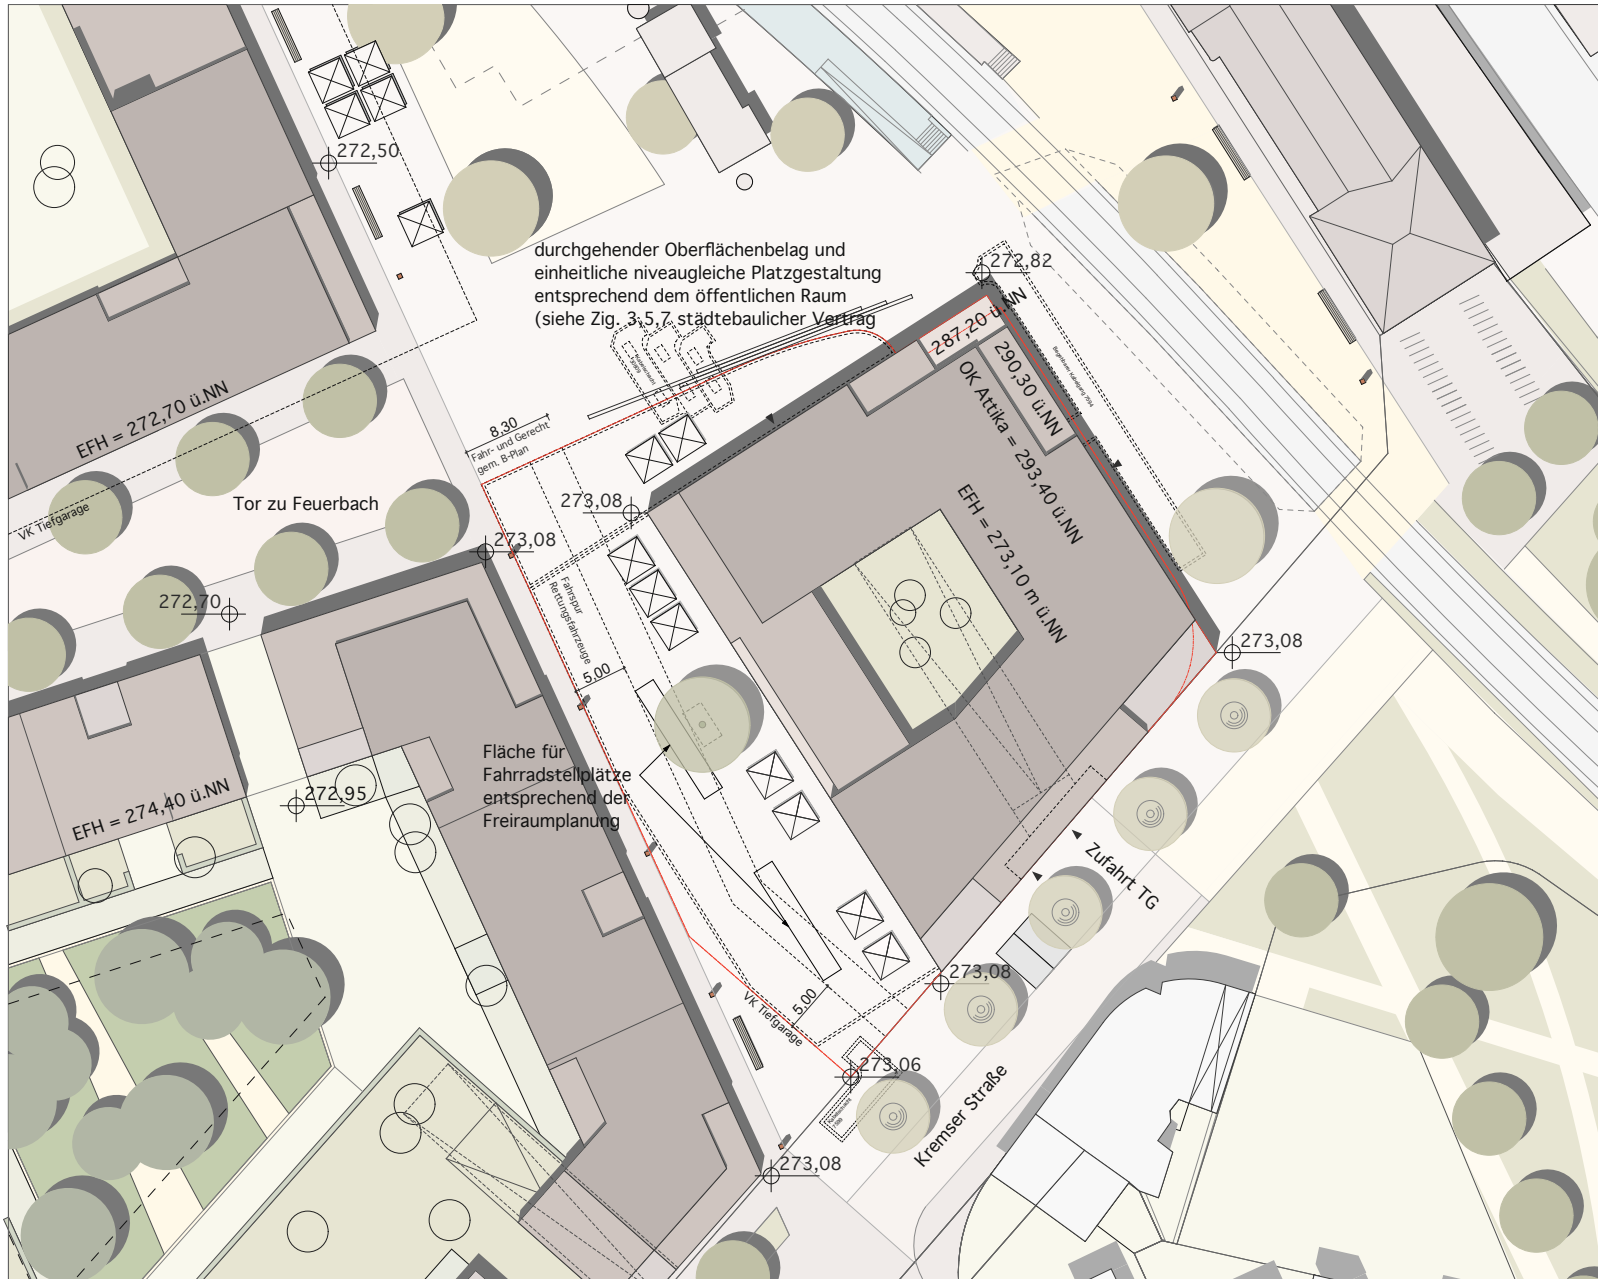 272,50
durchgehender Oberflächenbelag und
einheitliche niveaugleiche Platzgestaltung
entsprechend dem öffentlichen Raum
(siehe Zig. 3.5,7 städtebaulicher Vertrag
272,82
287,20 ü.NN
290,30 ü.NN
OK Attika = 293,40 ü.NN
EFH = 273,10 m ü.NN
EFH = 272,70 ü.NN
8,30
Fahr- und Gerecht
gem. B-Plan
VK Tiefgarage
Tor zu Feuerbach
273,08
273,08
272,70
Fahrspur
Rettungsfahrzeuge
5,00
273,08
Fläche für
Fahrradstellplätze
entsprechend der
Freiraumplanung
272,95
EFH = 274,40 ü.NN
Zufahrt TG
273,08
5,00
VK Tiefgarage
273,06
Kremser Straße
273,08